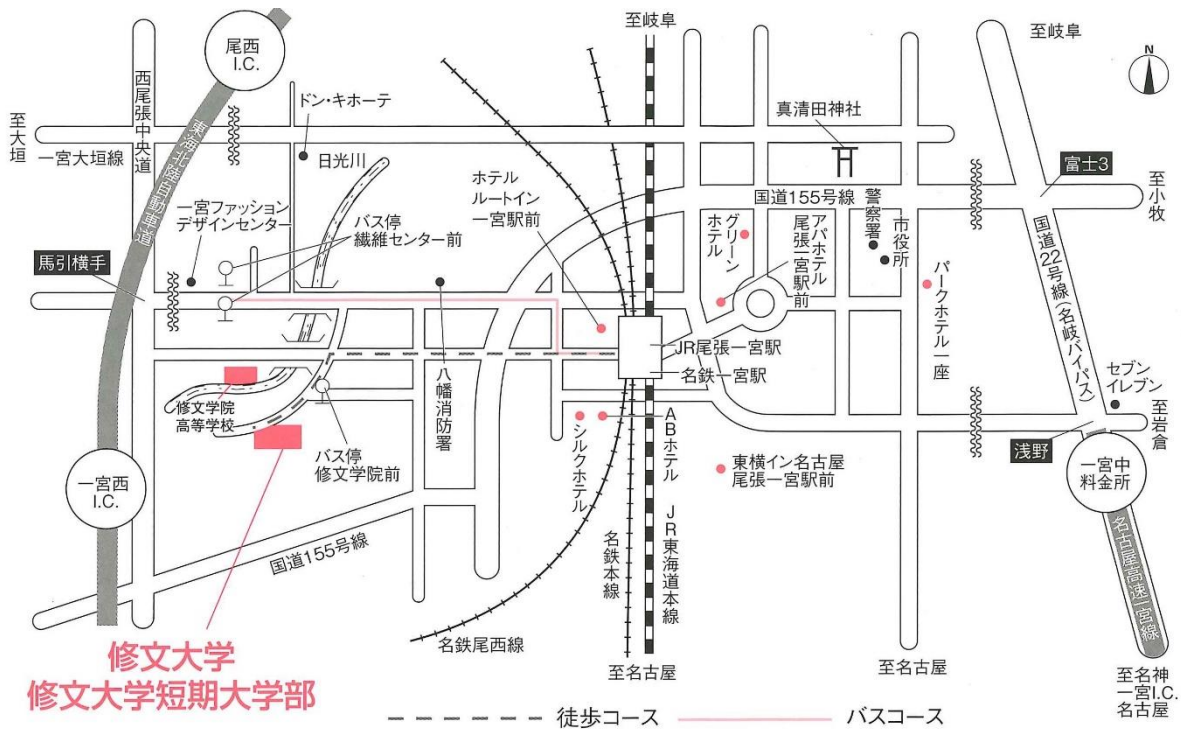 尾西
I.C.
西尾張中央道
東海北陸自動車道
至大垣
一宮大垣線
ドン・キホーテ
日光川
一宮ファッション
デザインセンター
バス停
繊維センター前
馬引横手
ホテル
ルートイン
一宮駅前
至岐阜
真清田神社
国道155号線
グリーン
ホテル
アパホテル
尾張一宮駅前
警察署
市役所
パークホテル一座
至岐阜
N
富士3
至小牧
国道22号線(名岐バイパス)
セブン
イレブン
至岩倉
浅野
一宮中
料金所
名古屋高速一宮線
至名神
一宮I.C.
名古屋
JR尾張一宮駅
名鉄一宮駅
八幡消防署
修文学院
高等学校
バス停
修文学院前
一宮西
I.C.
国道155号線
シルクホテル
ABホテル
東横イン名古屋
尾張一宮駅前
名鉄本線
JR東海道本線
名鉄尾西線
至名古屋
至名古屋
修文大学
修文大学短期大学部
徒歩コース
バスコース